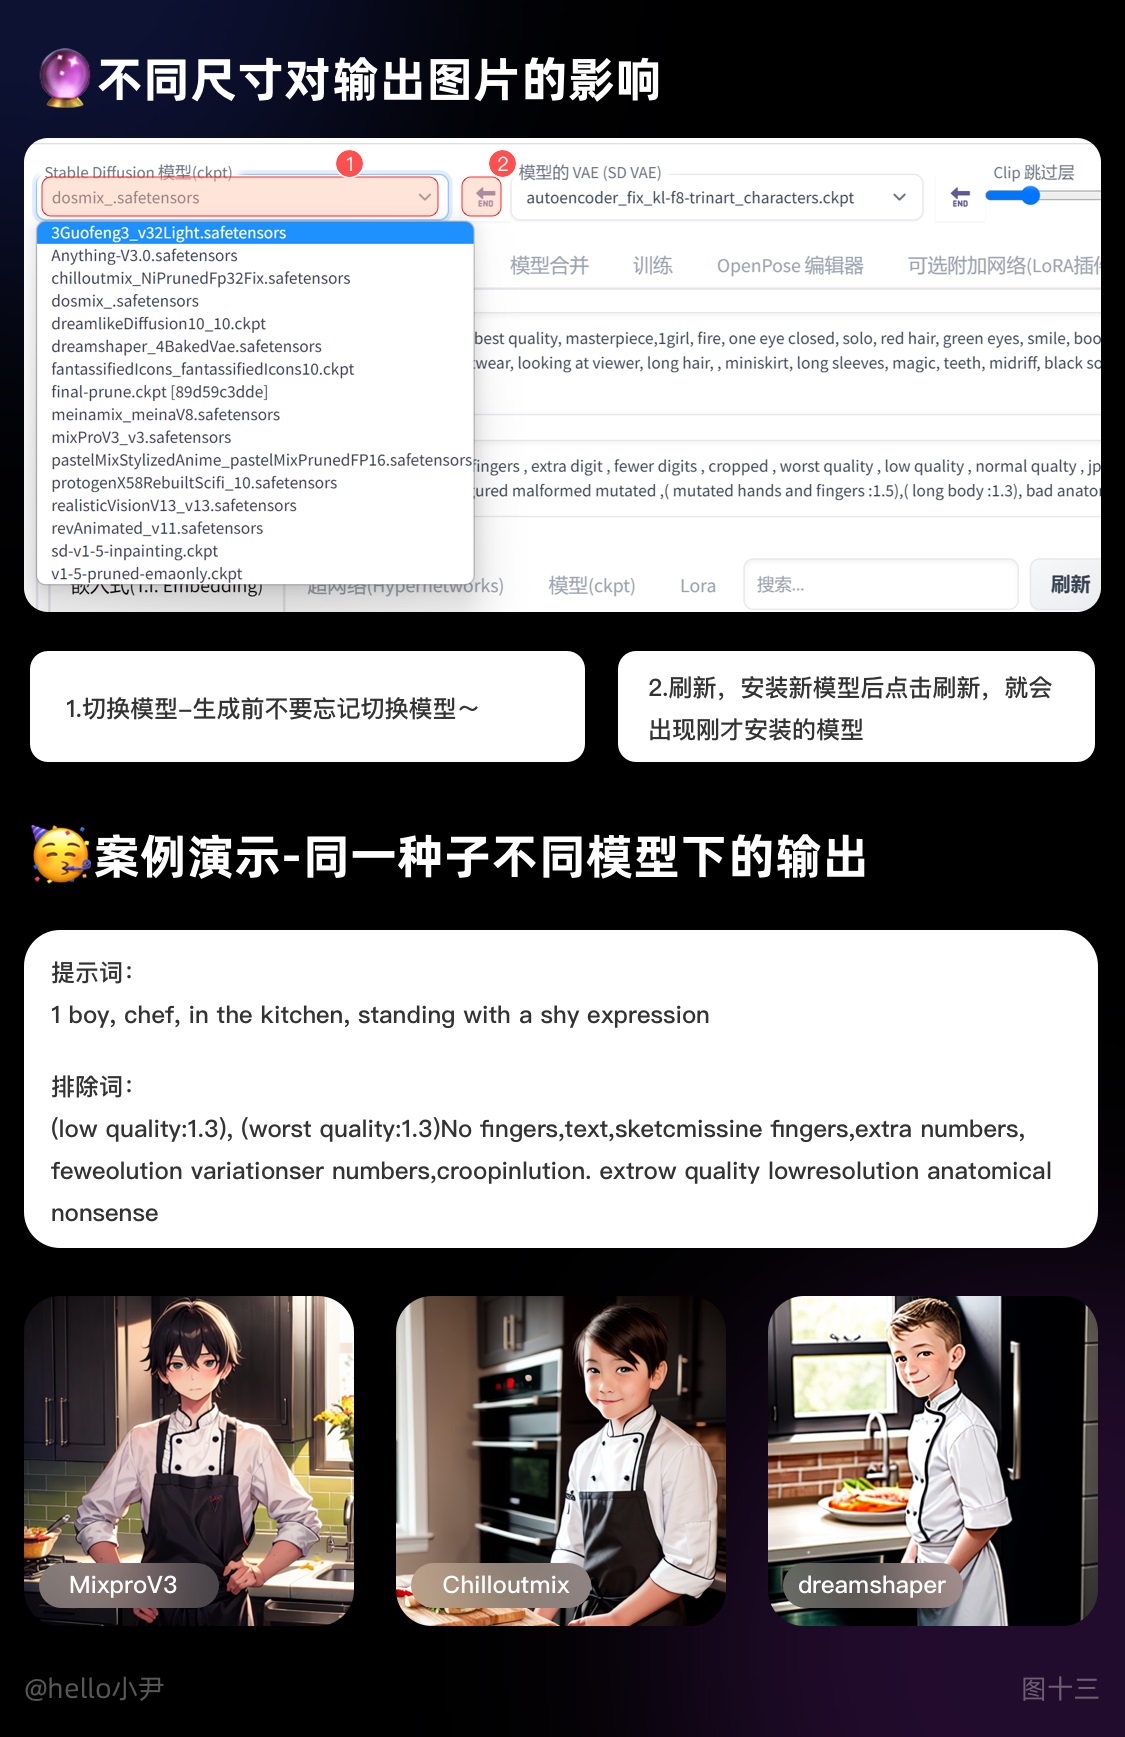 不同尺寸对输出图片的影响
Stable Diffusion 模型(ckpt)
1
2
模型的 VAE (SD VAE)
Clip 跳过层
dosmix_.safetensors
END
autoencoder_fix_kl-f8-trinart_characters.ckpt
END
3Guofeng3_v32Light.safetensors
Anything-V3.0.safetensors
chilloutmix_NiPrunedFp32Fix.safetensors
dosmix_.safetensors
dreamlikeDiffusion10_10.ckpt
dreamshaper_4BakedVae.safetensors
fantassifiedIcons_fantassifiedIcons10.ckpt
final-prune.ckpt [89d59c3dde]
meinamix_meinaV8.safetensors
mixProV3_v3.safetensors
pastelMixStylizedAnime_pastelMixPrunedFP16.safetensors
protogenX58RebuiltScifi_10.safetensors
realisticVisionV13_v13.safetensors
revAnimated_v11.safetensors
sd-v1-5-inpainting.ckpt
v1-5-pruned-emaonly.ckpt
模型合并
训练
OpenPose 编辑器
可选附加网络(LoRA插件
best quality, masterpiece,1girl, fire, one eye closed, solo, red hair, green eyes, smile, boo
wear, looking at viewer, long hair, , miniskirt, long sleeves, magic, teeth, midriff, black so
fingers , extra digit , fewer digits , cropped , worst quality , low quality , normal qualty , jp
ured malformed mutated ,( mutated hands and fingers :1.5),( long body :1.3), bad anator
嵌入式(T.I. Embedding)
超网络(Hypernetworks)
模型(ckpt)
Lora
搜索...
刷新
1.切换模型–生成前不要忘记切换模型～
2.刷新，安装新模型后点击刷新，就会
出现刚才安装的模型
案例演示-同一种子不同模型下的输出
提示词：
1 boy, chef, in the kitchen, standing with a shy expression
排除词：
(low quality:1.3), (worst quality:1.3)No fingers,text,sketcmissine fingers,extra numbers,
feweolution variationser numbers,croopinlution. extrow quality lowresolution anatomical
nonsense
MixproV3
Chilloutmix
dreamshaper
@hello小尹
图十三